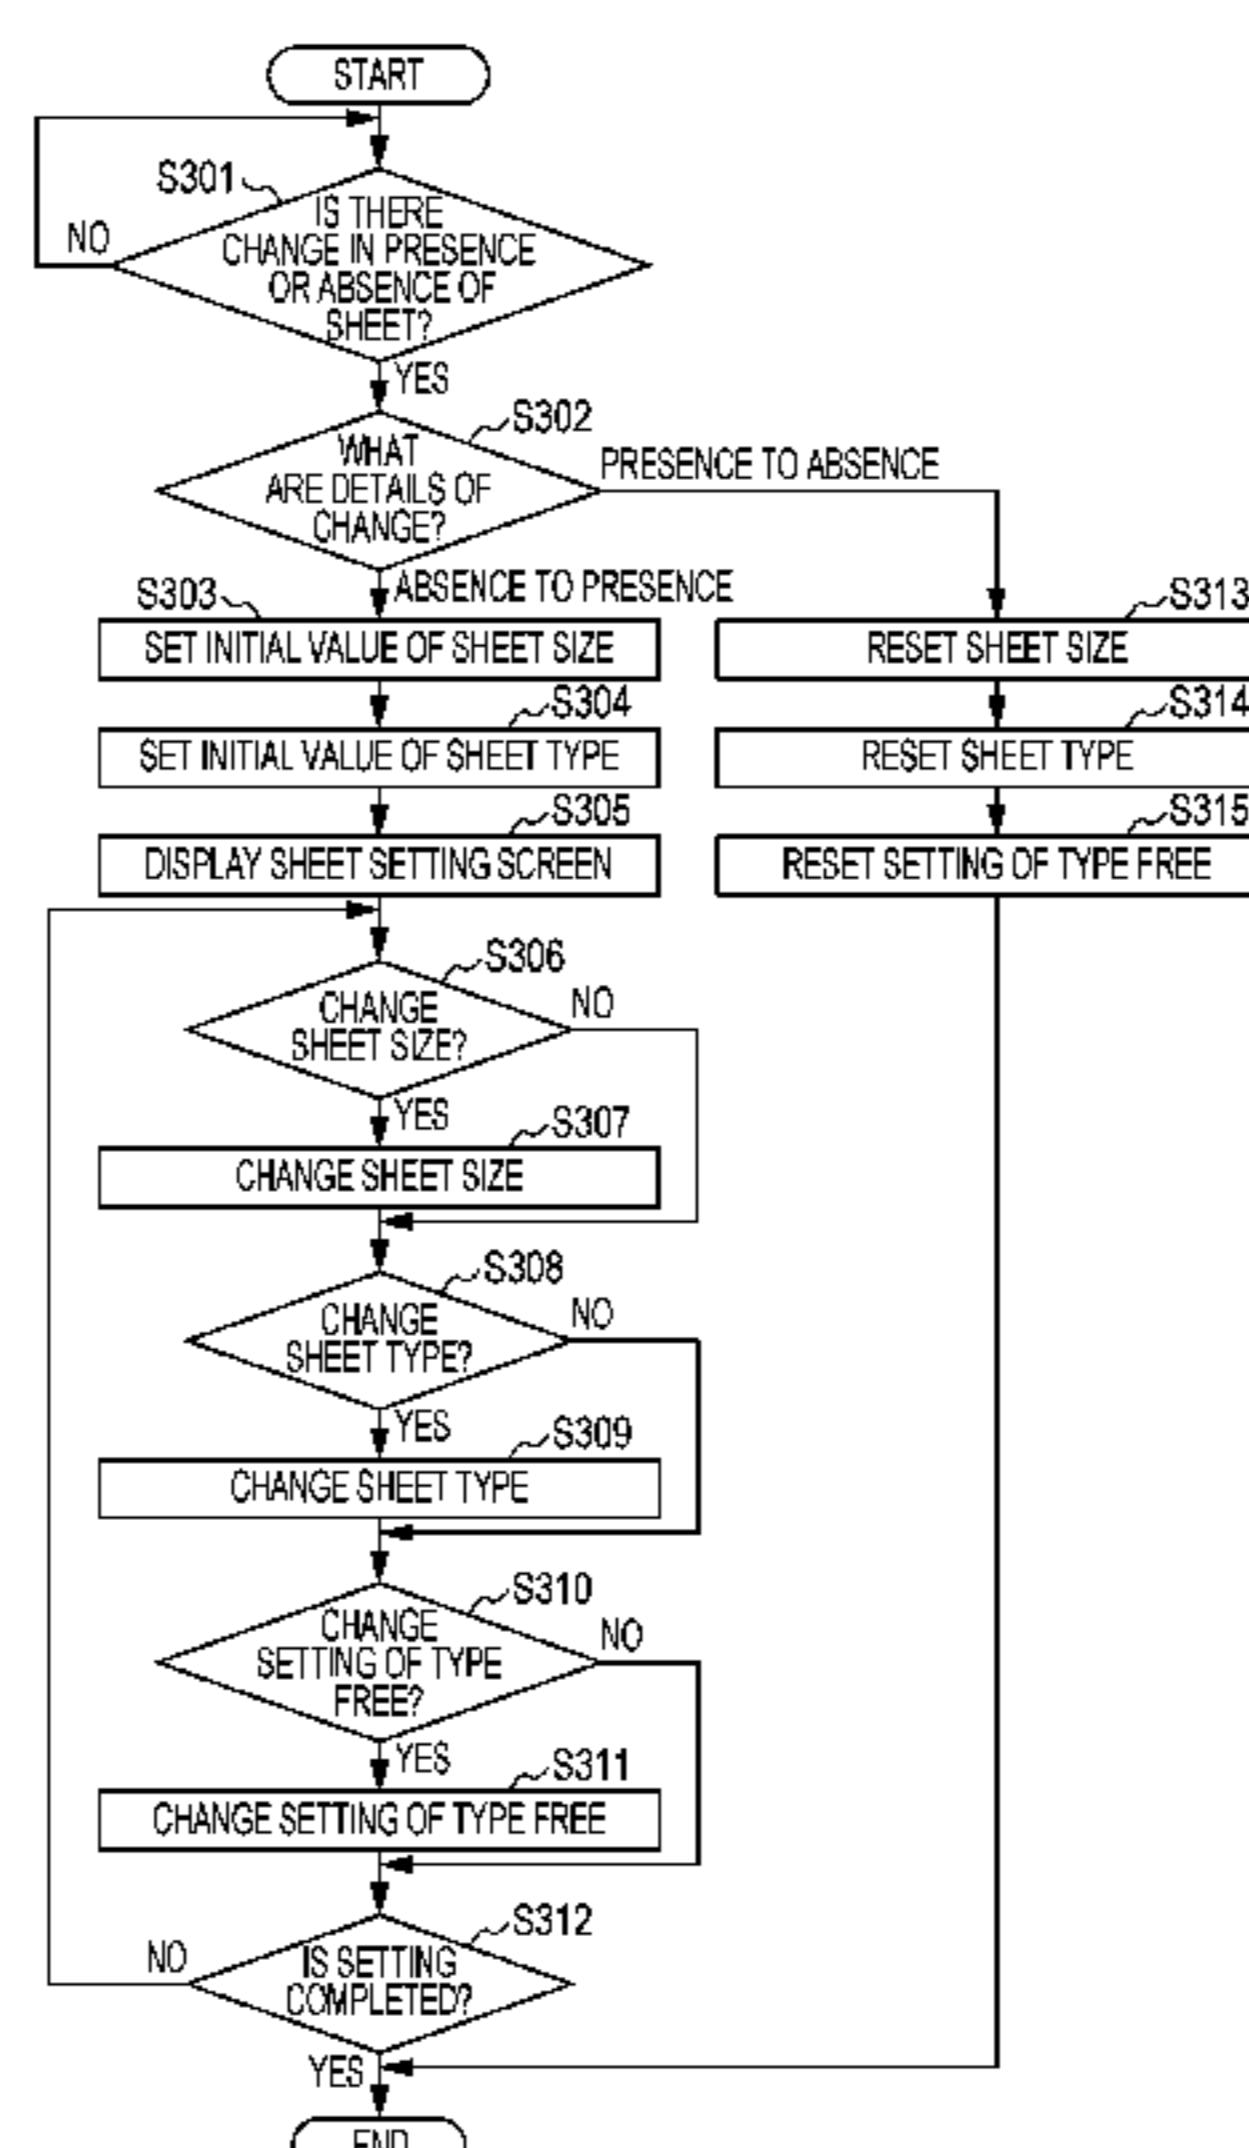 START
S301
NO
IS THERE
CHANGE IN PRESENCE
OR ABSENCE OF
SHEET?
YES
S302
WHAT
ARE DETAILS OF
CHANGE?
PRESENCE TO ABSENCE
ABSENCE TO PRESENCE
S303
SET INITIAL VALUE OF SHEET SIZE
S304
SET INITIAL VALUE OF SHEET TYPE
S305
DISPLAY SHEET SETTING SCREEN
S313
RESET SHEET SIZE
S314
RESET SHEET TYPE
S315
RESET SETTING OF TYPE FREE
S306
CHANGE
SHEET SIZE?
NO
YES
S307
CHANGE SHEET SIZE
S308
CHANGE
SHEET TYPE?
NO
YES
S309
CHANGE SHEET TYPE
S310
CHANGE
SETTING OF TYPE
FREE?
NO
YES
S311
CHANGE SETTING OF TYPE FREE
S312
IS SETTING
COMPLETED?
NO
YES
END